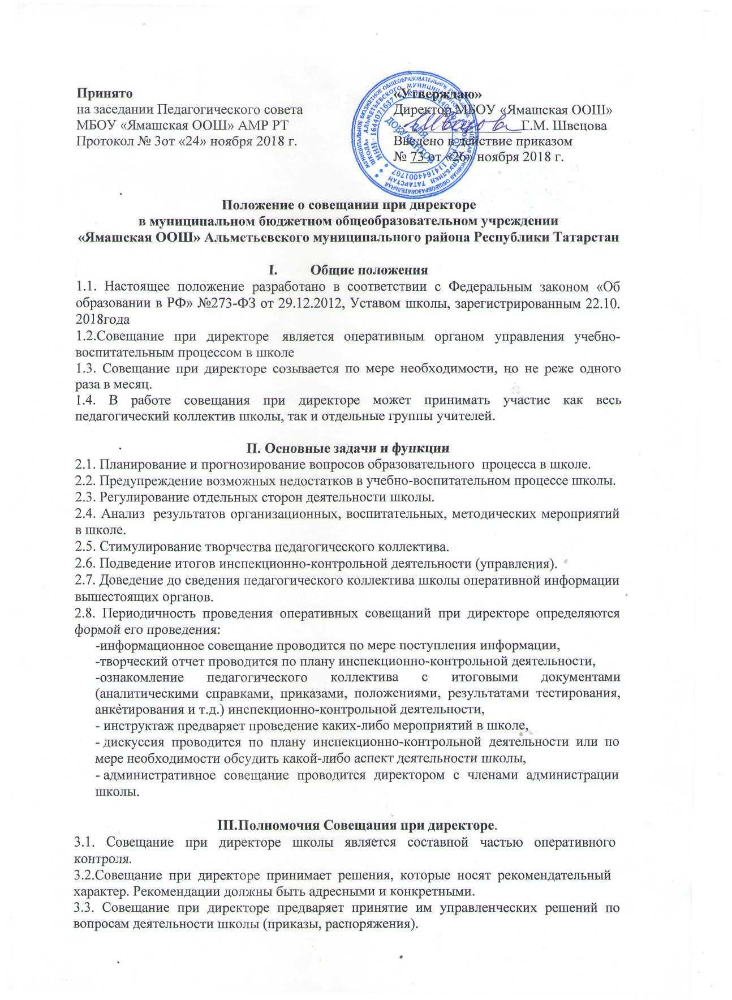 Принято
на заседании Педагогического совета
МБОУ «Ямашская ООШ» АМР РТ
Протокол № 3от «24» ноября 2018 г.
«Утверждаю»
Директор МБОУ «Ямашская ООШ»
Г.М. Швецова
Введено в действие приказом
№ 73 от «26» ноября 2018 г.
ДЛЯ
ДОКУМЕНТОВ
Положение о совещании при директоре
в муниципальном бюджетном общеобразовательном учреждении
«Ямашская ООШ» Альметьевского муниципального района Республики Татарстан
I. Общие положения
1.1. Настоящее положение разработано в соответствии с Федеральным законом «Об
образовании в РФ» №273-ФЗ от 29.12.2012, Уставом школы, зарегистрированным 22.10.
2018года
1.2.Совещание при директоре является оперативным органом управления учебно-
воспитательным процессом в школе
1.3. Совещание при директоре созывается по мере необходимости, но не реже одного
раза в месяц.
1.4. В работе совещания при директоре может принимать участие как весь
педагогический коллектив школы, так и отдельные группы учителей.
II. Основные задачи и функции
2.1. Планирование и прогнозирование вопросов образовательного процесса в школе.
2.2. Предупреждение возможных недостатков в учебно-воспитательном процессе школы.
2.3. Регулирование отдельных сторон деятельности школы.
2.4. Анализ результатов организационных, воспитательных, методических мероприятий
в школе.
2.5. Стимулирование творчества педагогического коллектива.
2.6. Подведение итогов инспекционно-контрольной деятельности (управления).
2.7. Доведение до сведения педагогического коллектива школы оперативной информации
вышестоящих органов.
2.8. Периодичность проведения оперативных совещаний при директоре определяются
формой его проведения:
-информационное совещание проводится по мере поступления информации,
-творческий отчет проводится по плану инспекционно-контрольной деятельности,
-ознакомление педагогического коллектива с итоговыми документами
(аналитическими справками, приказами, положениями, результатами тестирования,
анкетирования и т.д.) инспекционно-контрольной деятельности,
- инструктаж предваряет проведение каких-либо мероприятий в школе,
- дискуссия проводится по плану инспекционно-контрольной деятельности или по
мере необходимости обсудить какой-либо аспект деятельности школы,
- административное совещание проводится директором с членами администрации
школы.
III.Полномочия Совещания при директоре.
3.1. Совещание при директоре школы является составной частью оперативного
контроля.
3.2.Совещание при директоре принимает решения, которые носят рекомендательный
характер. Рекомендации должны быть адресными и конкретными.
3.3. Совещание при директоре предваряет принятие им управленческих решений по
вопросам деятельности школы (приказы, распоряжения).